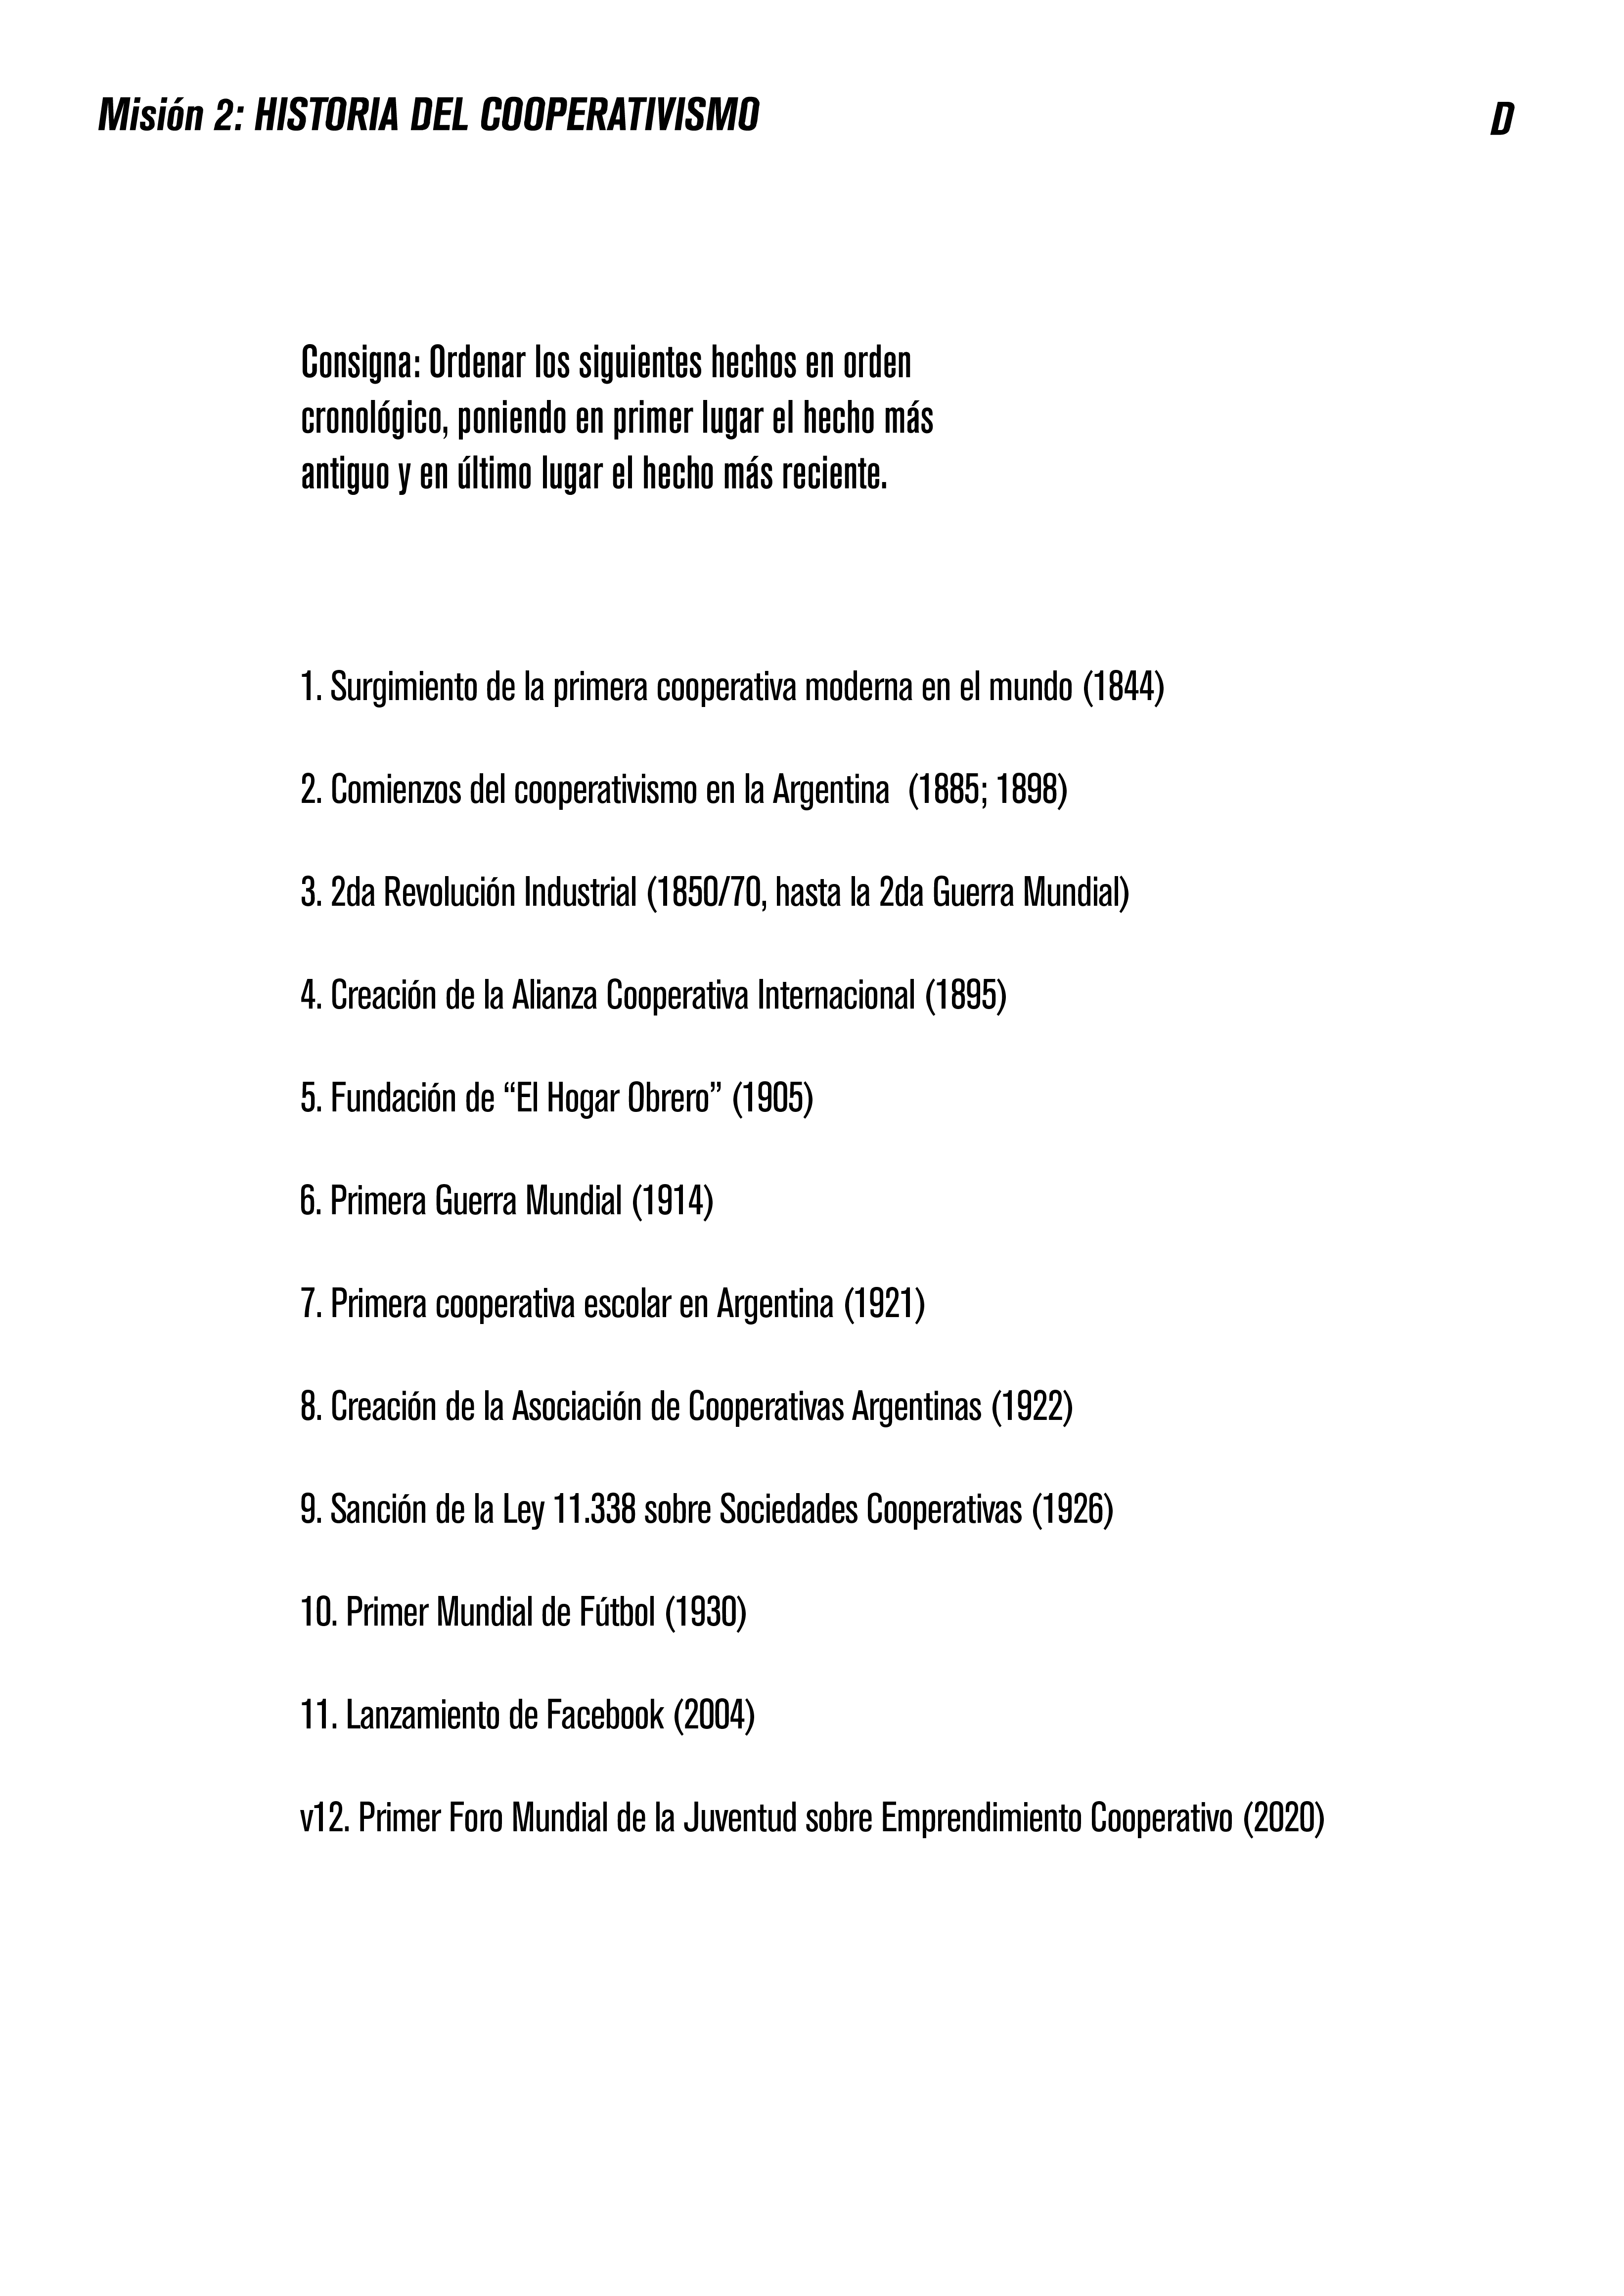 Misión 2: HISTORIA DEL COOPERATIVISMO
D
Consigna: Ordenar los siguientes hechos en orden
cronológico, poniendo en primer lugar el hecho más
antiguo y en último lugar el hecho más reciente.
1. Surgimiento de la primera cooperativa moderna en el mundo (1844)
2. Comienzos del cooperativismo en la Argentina  (1885; 1898)
3. 2da Revolución Industrial (1850/70, hasta la 2da Guerra Mundial)
4. Creación de la Alianza Cooperativa Internacional (1895)
5. Fundación de “El Hogar Obrero” (1905)
6. Primera Guerra Mundial (1914)
7. Primera cooperativa escolar en Argentina (1921)
8. Creación de la Asociación de Cooperativas Argentinas (1922)
9. Sanción de la Ley 11.338 sobre Sociedades Cooperativas (1926)
10. Primer Mundial de Fútbol (1930)
11. Lanzamiento de Facebook (2004)
v12. Primer Foro Mundial de la Juventud sobre Emprendimiento Cooperativo (2020)